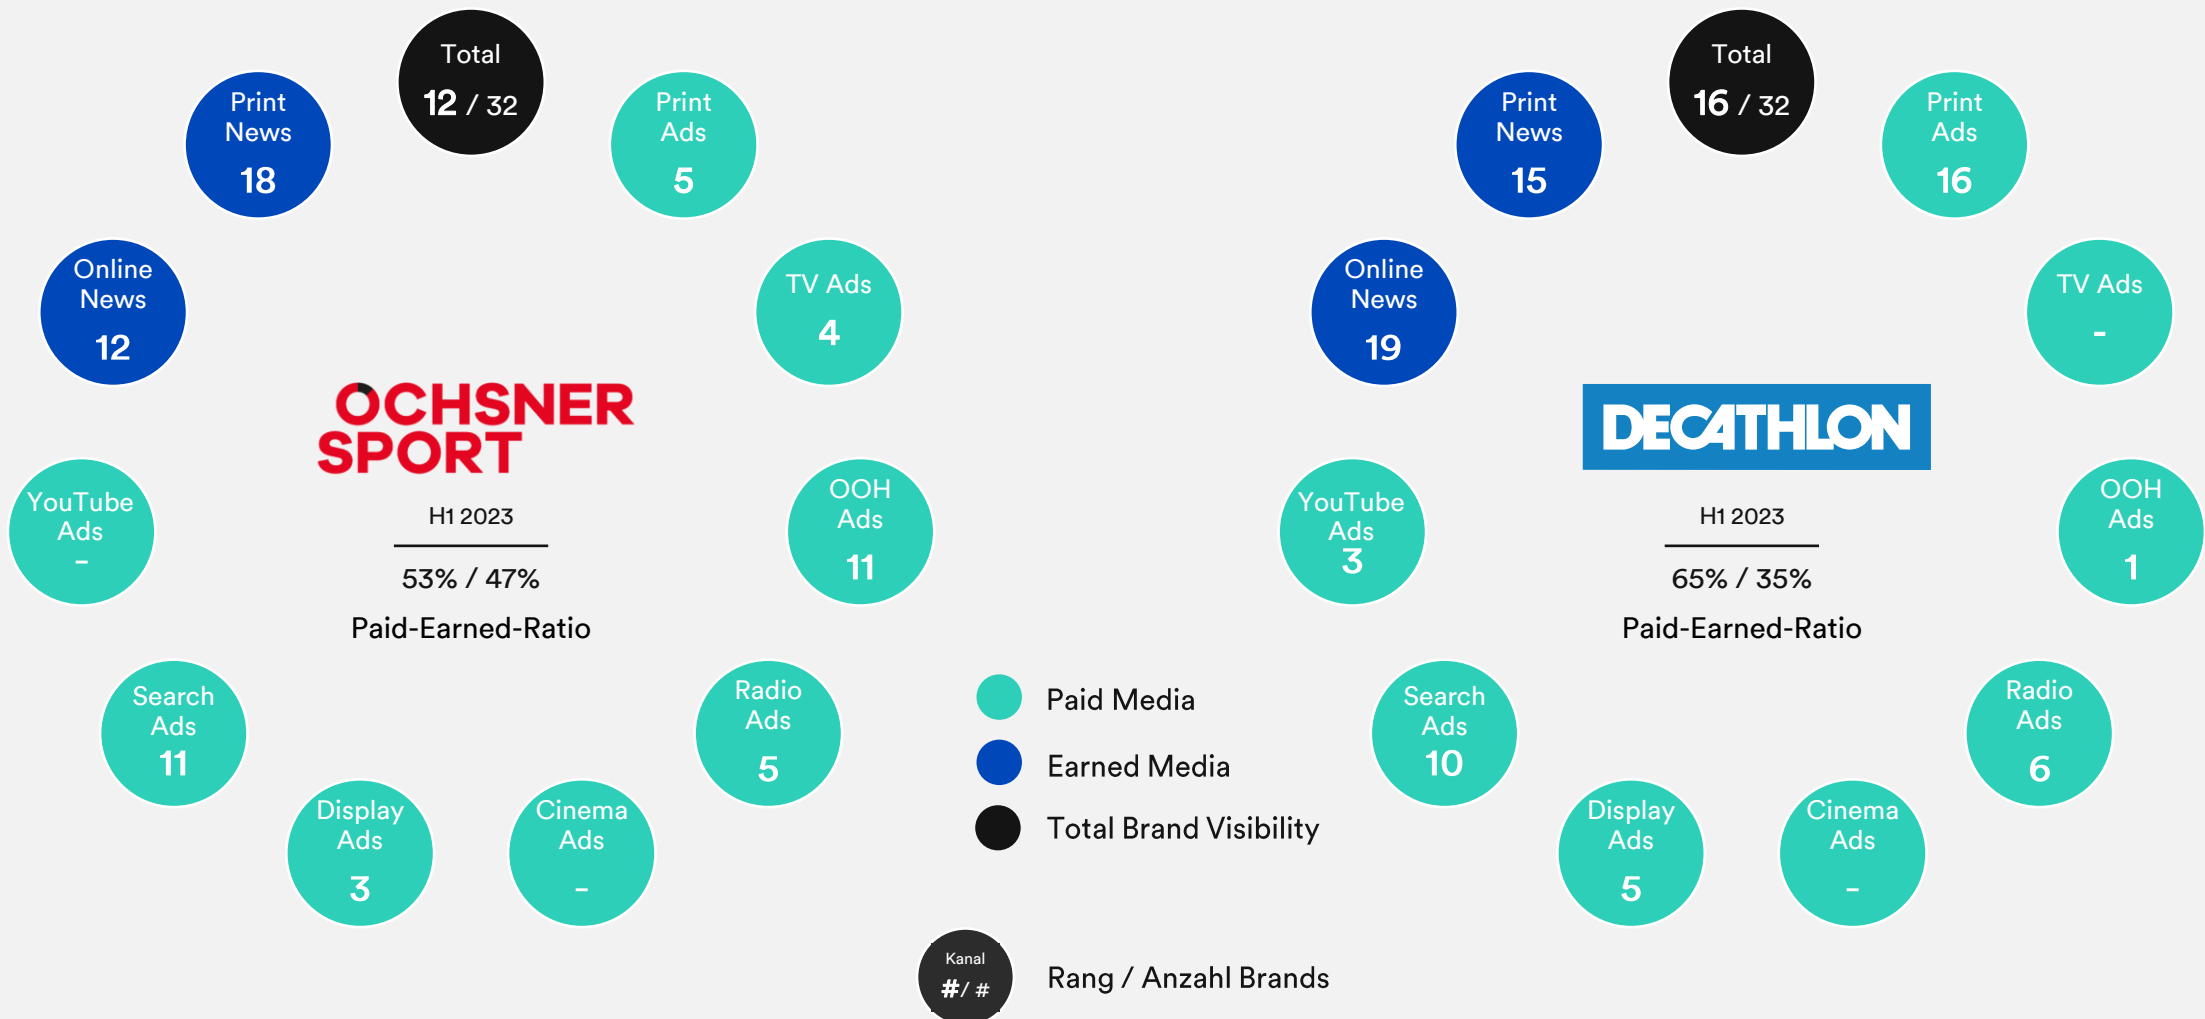 Total
12 / 32
Print
News
18
Print
Ads
5
Online
News
12
TV Ads
4
OCHSNER
SPORT
YouTube
Ads
-
H1 2023
53% / 47%
Paid-Earned-Ratio
OOH
Ads
11
Search
Ads
11
Radio
Ads
5
Display
Ads
3
Cinema
Ads
-
Total
16 / 32
Print
News
15
Print
Ads
16
Online
News
19
TV Ads
-
DECATHLON
YouTube
Ads
3
H1 2023
65% / 35%
Paid-Earned-Ratio
OOH
Ads
1
Search
Ads
10
Radio
Ads
6
Display
Ads
5
Cinema
Ads
-
Paid Media
Earned Media
Total Brand Visibility
Kanal
#/ #
Rang / Anzahl Brands